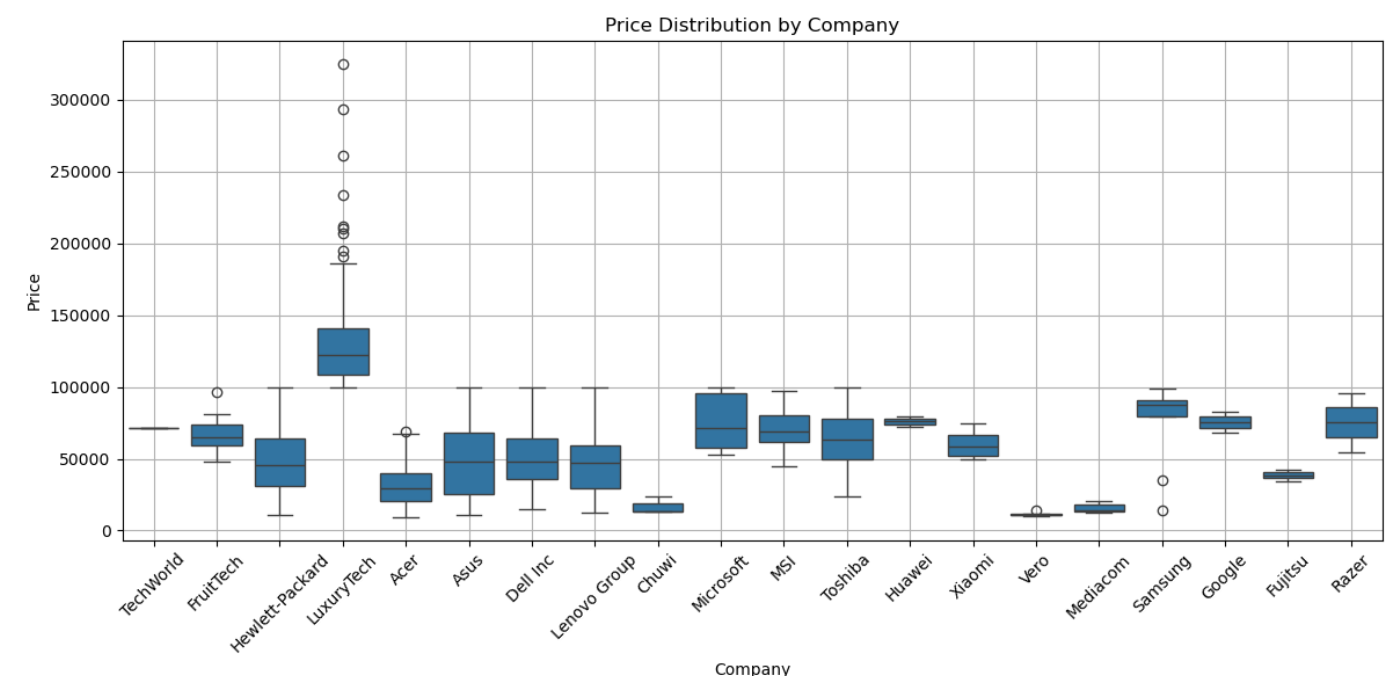 Price Distribution by Company
Price
300000
250000
200000
150000
100000
50000
0
TechWorld
FruitTech
Hewlett-Packard
LuxuryTech
Acer
Asus
Dell Inc
Lenovo Group
Chuwi
Microsoft
MSI
Toshiba
Huawei
Xiaomi
Vero
Mediacom
Samsung
Google
Fujitsu
Razer
Company